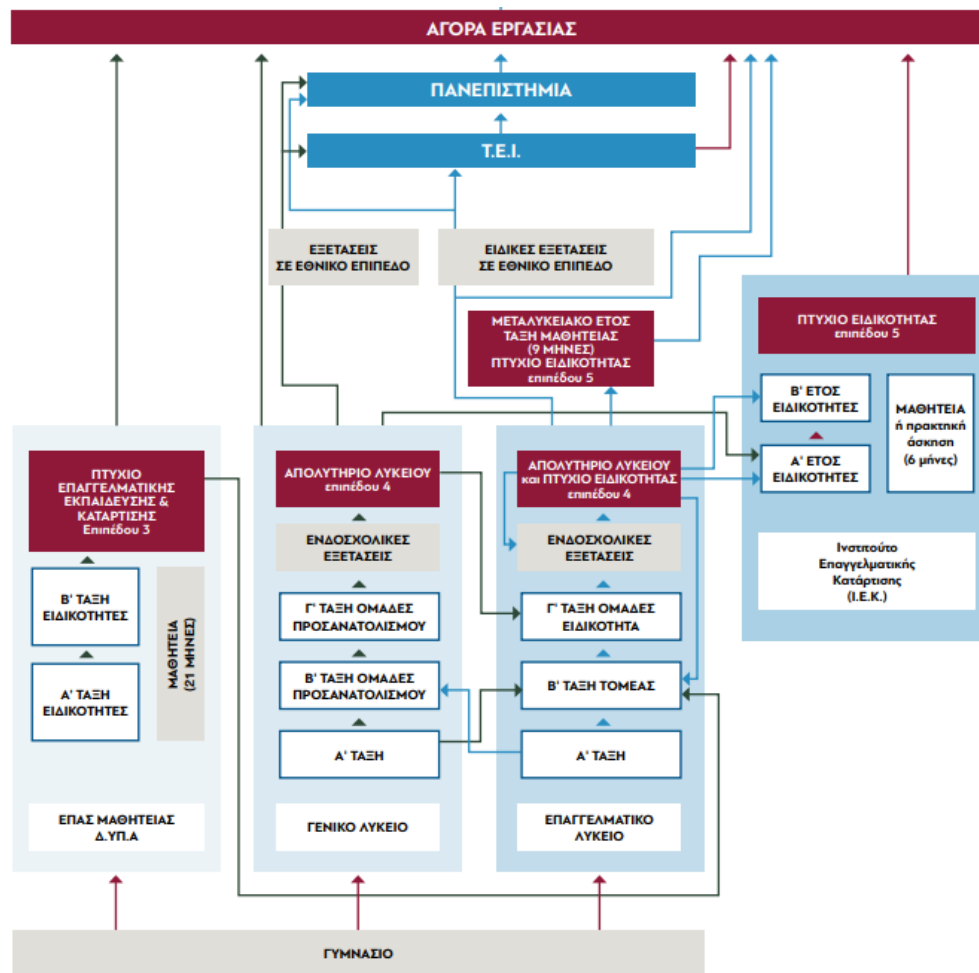 ΑΓΟΡΑ ΕΡΓΑΣΙΑΣ
ΠΑΝΕΠΙΣΤΗΜΙΑ
Τ.Ε.Ι.
ΕΞΕΤΑΣΕΙΣ
ΣΕ ΕΘΝΙΚΟ ΕΠΙΠΕΔΟ
ΕΙΔΙΚΕΣ ΕΞΕΤΑΣΕΙΣ
ΣΕ ΕΘΝΙΚΟ ΕΠΙΠΕΔΟ
ΜΕΤΑΛΥΚΕΙΑΚΟ ΕΤΟΣ
ΤΑΞΗ ΜΑΘΗΤΕΙΑΣ
(9 ΜΗΝΕΣ)
ΠΤΥΧΙΟ ΕΙΔΙΚΟΤΗΤΑΣ
επιπέδου 5
ΠΤΥΧΙΟ ΕΙΔΙΚΟΤΗΤΑΣ
επιπέδου 5
Β' ΕΤΟΣ
ΕΙΔΙΚΟΤΗΤΕΣ
Α' ΕΤΟΣ
ΕΙΔΙΚΟΤΗΤΕΣ
ΜΑΘΗΤΕΙΑ
ή πρακτική
άσκηση
(6 μήνες)
Ινστιτούτο
Επαγγελματικής
Κατάρτισης
(Ι.Ε.Κ.)
ΠΤΥΧΙΟ
ΕΠΑΓΓΕΛΜΑΤΙΚΗΣ
ΕΚΠΑΙΔΕΥΣΗΣ &
ΚΑΤΑΡΤΙΣΗΣ
Επιπέδου 3
Β' ΤΑΞΗ
ΕΙΔΙΚΟΤΗΤΕΣ
Α' ΤΑΞΗ
ΕΙΔΙΚΟΤΗΤΕΣ
ΜΑΘΗΤΕΙΑ
(21 ΜΗΝΕΣ)
ΕΠΑΣ ΜΑΘΗΤΕΙΑΣ
Δ.ΥΠ.Α
ΑΠΟΛΥΤΗΡΙΟ ΛΥΚΕΙΟΥ
επιπέδου 4
ΕΝΔΟΣΧΟΛΙΚΕΣ
ΕΞΕΤΑΣΕΙΣ
Γ' ΤΑΞΗ ΟΜΑΔΕΣ
ΠΡΟΣΑΝΑΤΟΛΙΣΜΟΥ
Β' ΤΑΞΗ ΟΜΑΔΕΣ
ΠΡΟΣΑΝΑΤΟΛΙΣΜΟΥ
Α' ΤΑΞΗ
ΓΕΝΙΚΟ ΛΥΚΕΙΟ
ΑΠΟΛΥΤΗΡΙΟ ΛΥΚΕΙΟΥ
και ΠΤΥΧΙΟ ΕΙΔΙΚΟΤΗΤΑΣ
επιπέδου 4
ΕΝΔΟΣΧΟΛΙΚΕΣ
ΕΞΕΤΑΣΕΙΣ
Γ' ΤΑΞΗ ΟΜΑΔΕΣ
ΕΙΔΙΚΟΤΗΤΑ
Β' ΤΑΞΗ ΤΟΜΕΑΣ
Α' ΤΑΞΗ
ΕΠΑΓΓΕΛΜΑΤΙΚΟ
ΛΥΚΕΙΟ
ΓΥΜΝΑΣΙΟ